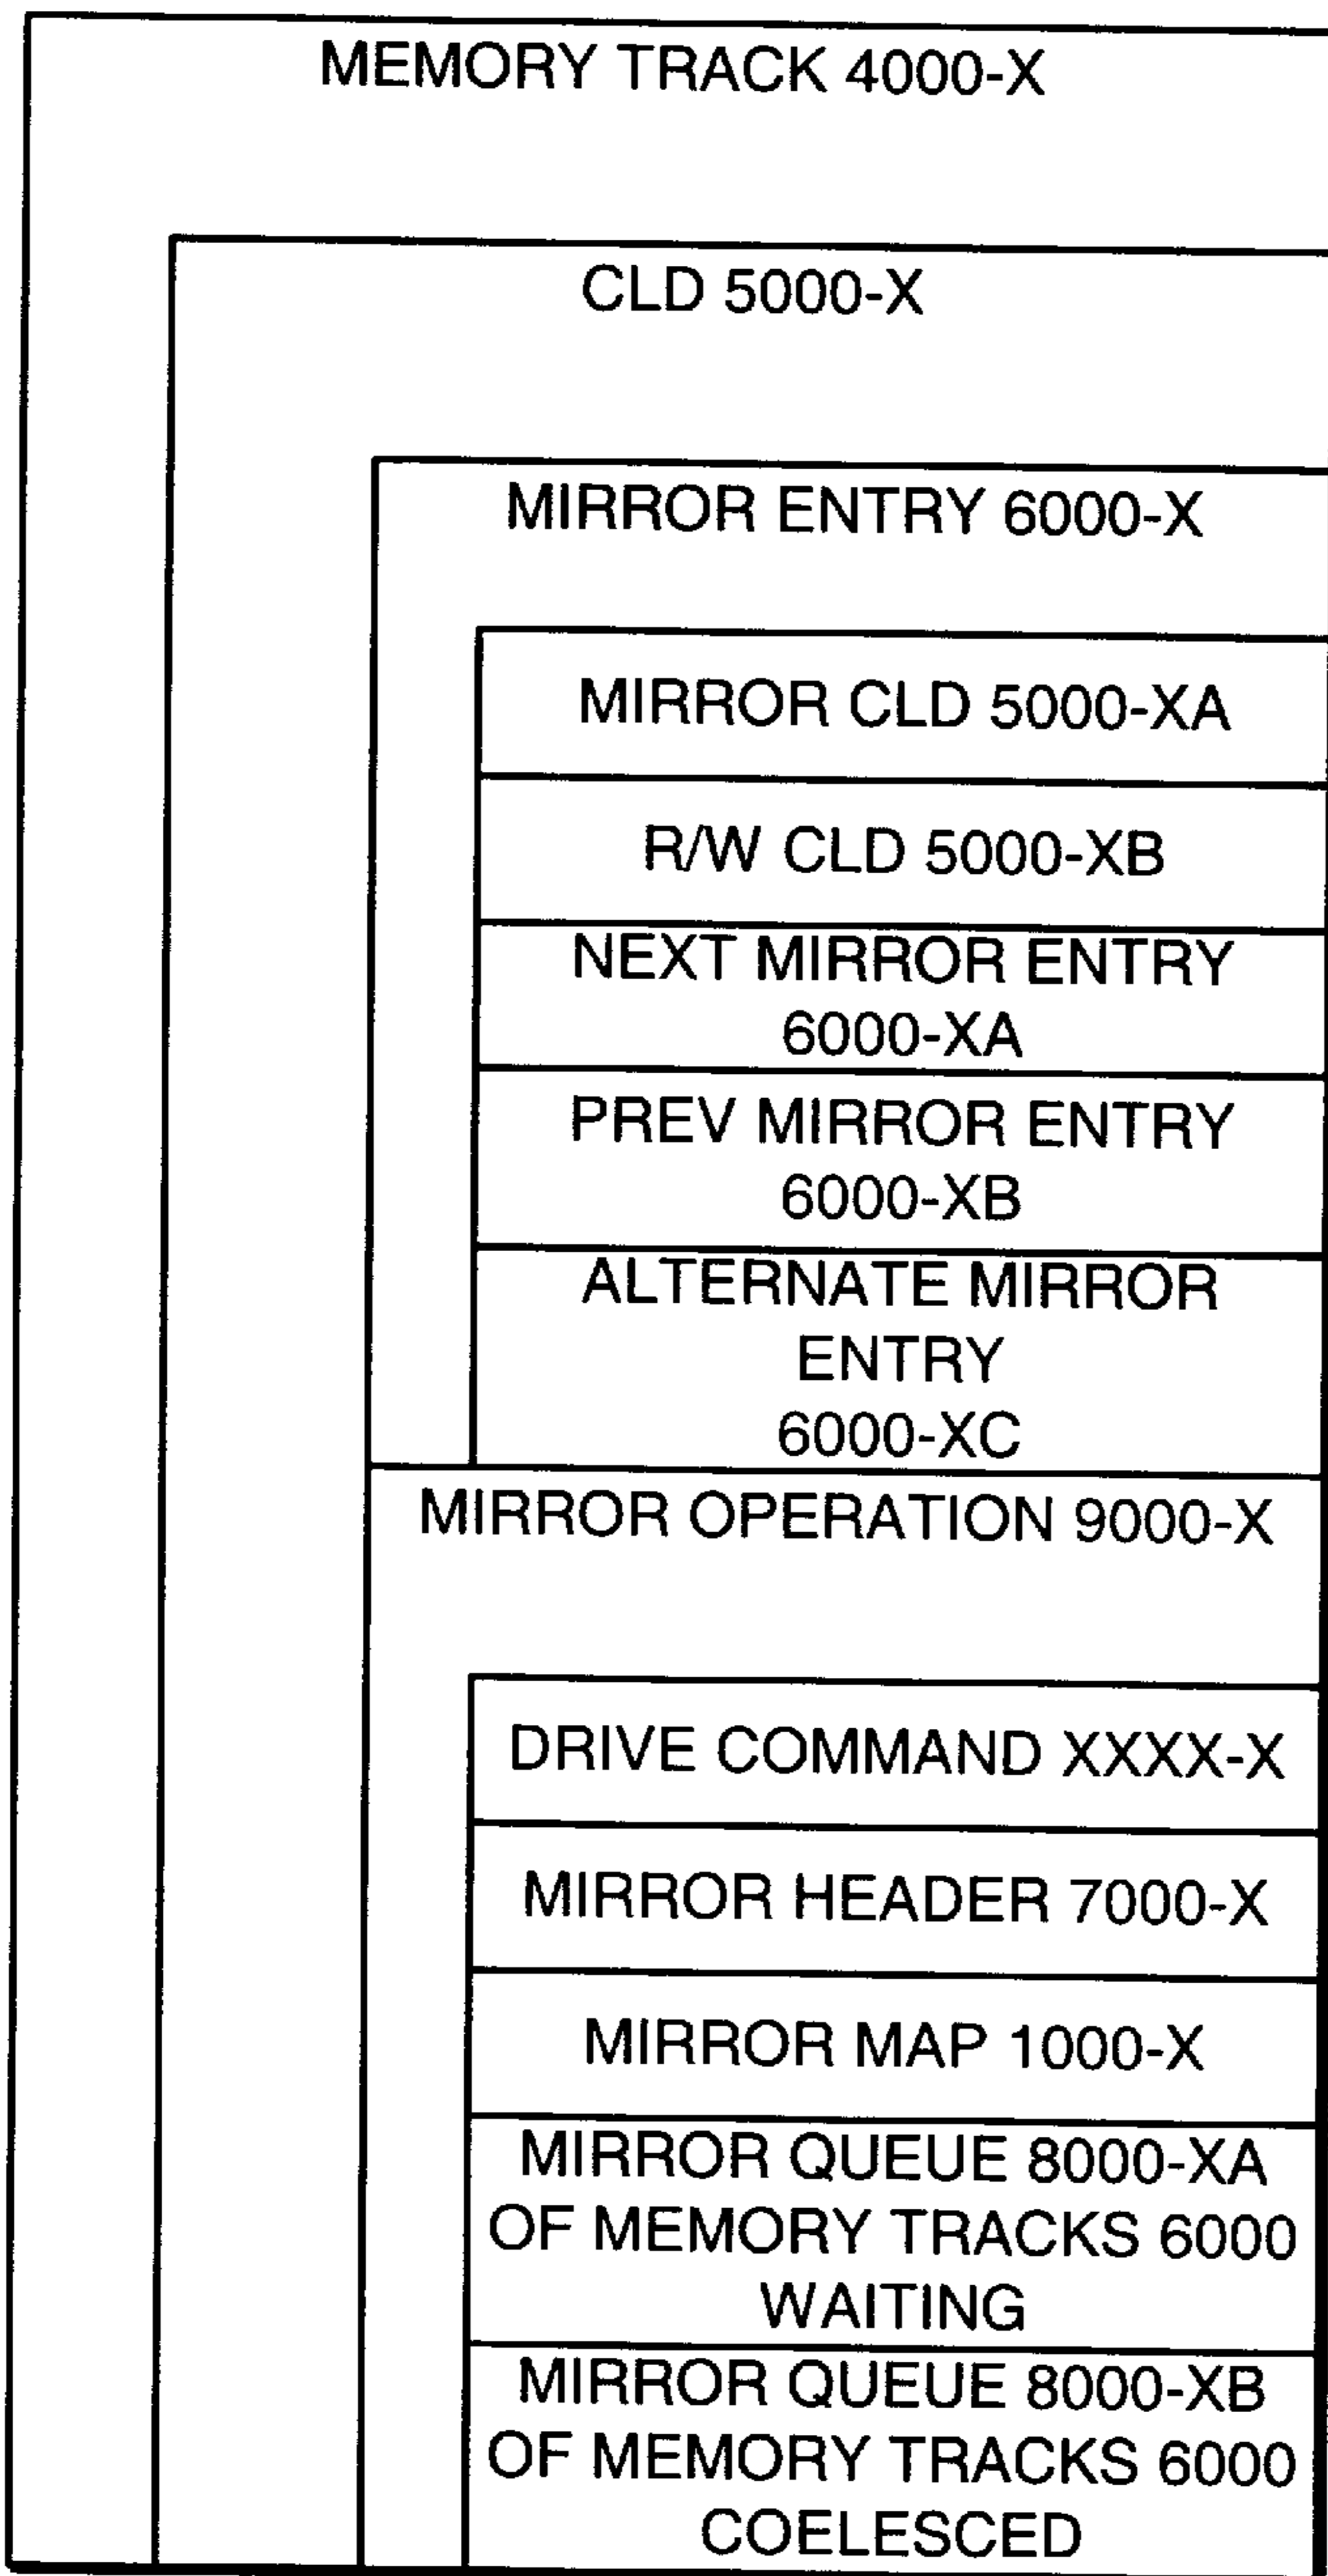 MEMORY TRACK 4000-X
CLD 5000-X
MIRROR ENTRY 6000-X
MIRROR CLD 5000-XA
R/W CLD 5000-XB
NEXT MIRROR ENTRY
6000-XA
PREV MIRROR ENTRY
6000-XB
ALTERNATE MIRROR
ENTRY
6000-XC
MIRROR OPERATION 9000-X
DRIVE COMMAND XXXX-X
MIRROR HEADER 7000-X
MIRROR MAP 1000-X
MIRROR QUEUE 8000-XA
OF MEMORY TRACKS 6000
WAITING
MIRROR QUEUE 8000-XB
OF MEMORY TRACKS 6000
COELESCED